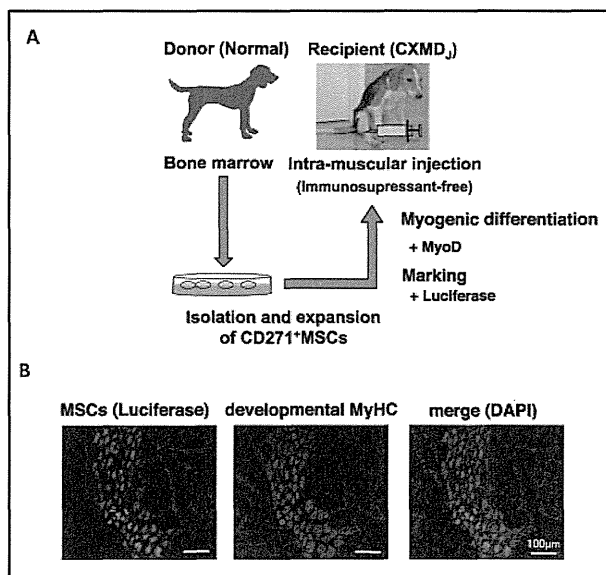 A
Donor (Normal) Recipient (CXMDJ)
Bone marrow Intra-muscular injection
(Immunosupressant-free)
Myogenic differentiation
+ MyoD
Marking
+ Luciferase
Isolation and expansion
of CD271+MSCs
B
MSCs (Luciferase) developmental MyHC merge (DAPI)
100μm